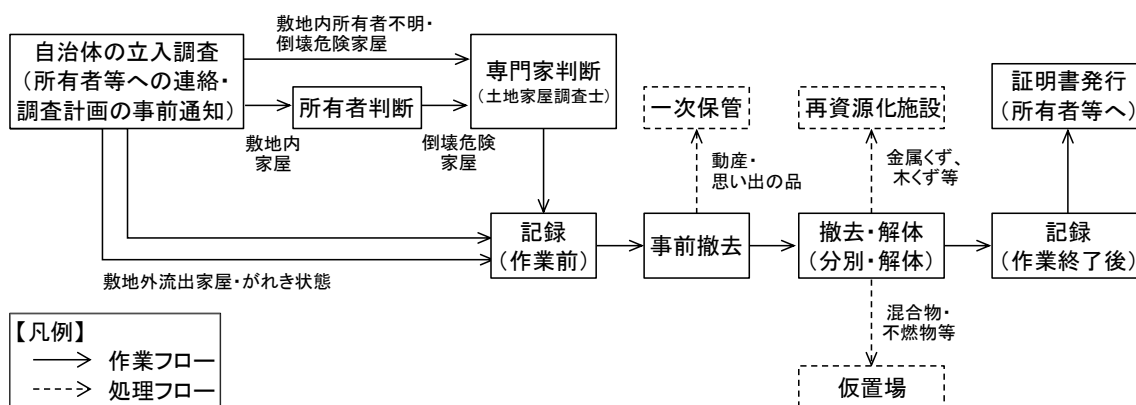 敷地内所有者不明・
倒壊危険家屋
自治体の立入調査
(所有者等への連絡・
調査計画の事前通知)
所有者判断
敷地内
家屋
倒壊危険
家屋
専門家判断
(土地家屋調査士)
一次保管
再資源化施設
証明書発行
(所有者等へ)
動産・
思い出の品
金属くず、
木くず等
記録
(作業前)
事前撤去
撤去・解体
(分別・解体)
記録
(作業終了後)
敷地外流出家屋・がれき状態
混合物・
不燃物等
仮置場
【凡例】
作業フロー
処理フロー